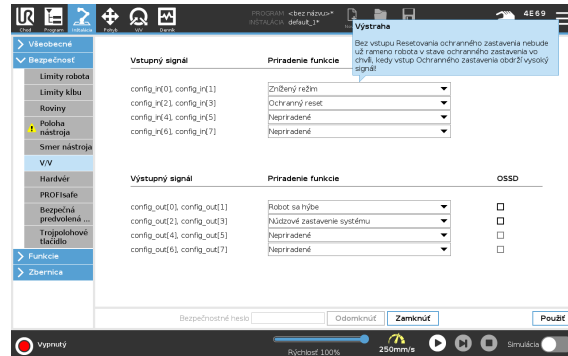 PROGRAM <bez názvu>*
INŠTALÁCIA default_1*
4E69
Chod Program Inštalácia Pohyb V/V Denník
Výstraha
Bez vstupu Resetovania ochranného zastavenia nebude
už rameno robota v stave ochranného zastavenia vo
chvíli, kedy vstup Ochranného zastavenia obdrží vysoký
signál!
Všeobecné
Bezpečnosť
Limity robota
Limity kĺbu
Roviny
Poloha
nástroja
Smer nástroja
V/V
Hardvér
PROFIsafe
Bezpečná
predvolená ...
Trojpolohové
tlačidlo
Funkcie
Zbernica
Vstupný signál Priradenie funkcie
config_in[0], config_in[1] Znížený režim
config_in[2], config_in[3] Ochranný reset
config_in[4], config_in[5] Nepriradené
config_in[6], config_in[7] Nepriradené
Výstupný signál Priradenie funkcie OSSD
config_out[0], config_out[1] Robot sa hýbe
config_out[2], config_out[3] Núdzové zastavenie systému
config_out[4], config_out[5] Nepriradené
config_out[6], config_out[7] Nepriradené
Bezpečnostné heslo Odomknúť Zamknúť Použiť
Vypnutý
Rýchlosť 100%
250mm/s
Simulácia